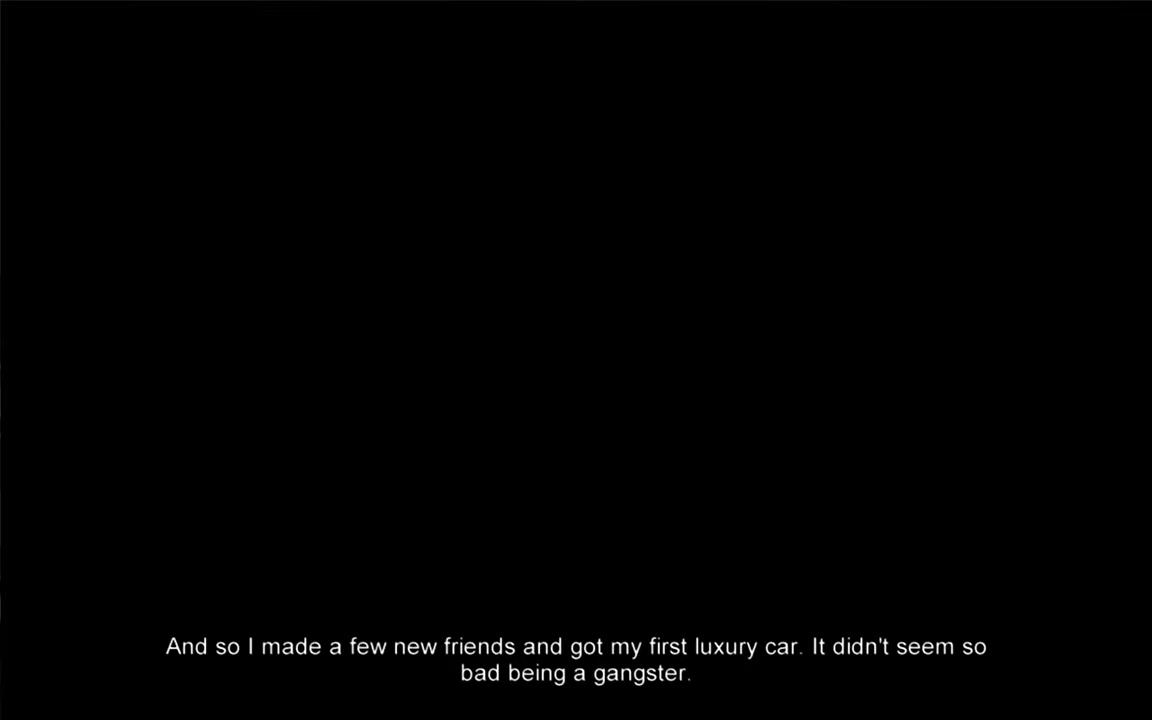 And so I made a few new friends and got my first luxury car. It didn't seem so
bad being a gangster.